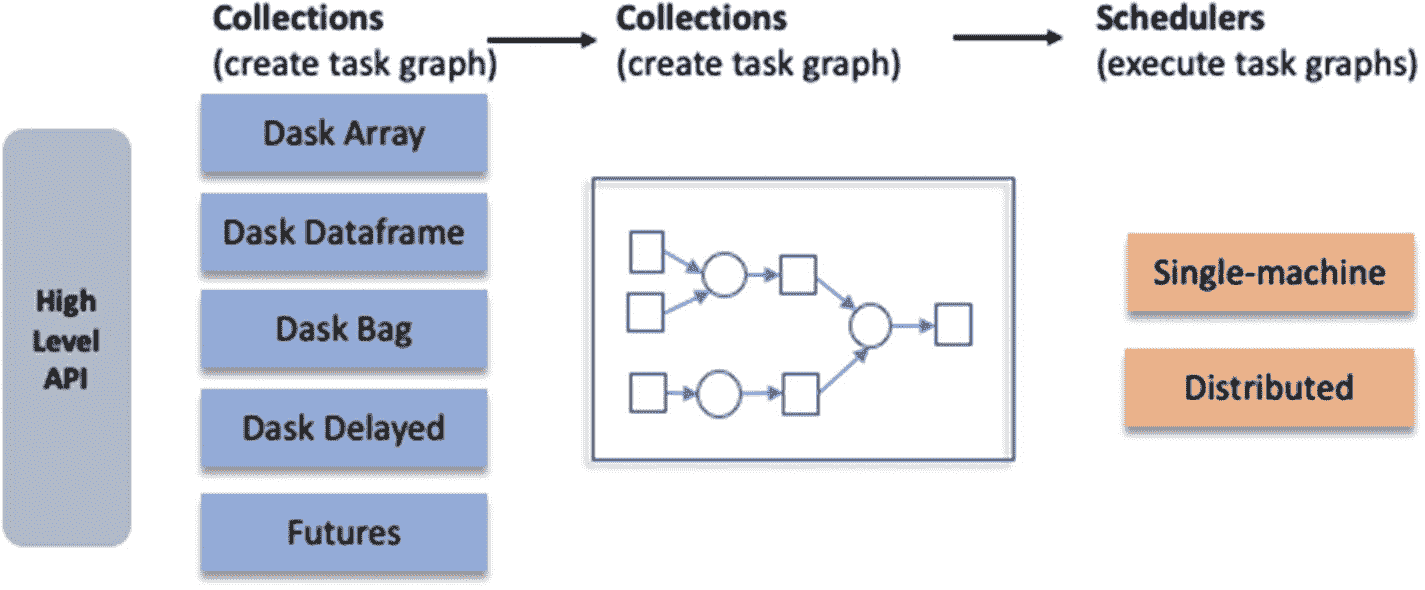 Collections
(create task graph)
Collections
(create task graph)
Schedulers
(execute task graphs)
High
Level
API
Dask Array
Dask Dataframe
Dask Bag
Dask Delayed
Futures
Single-machine
Distributed